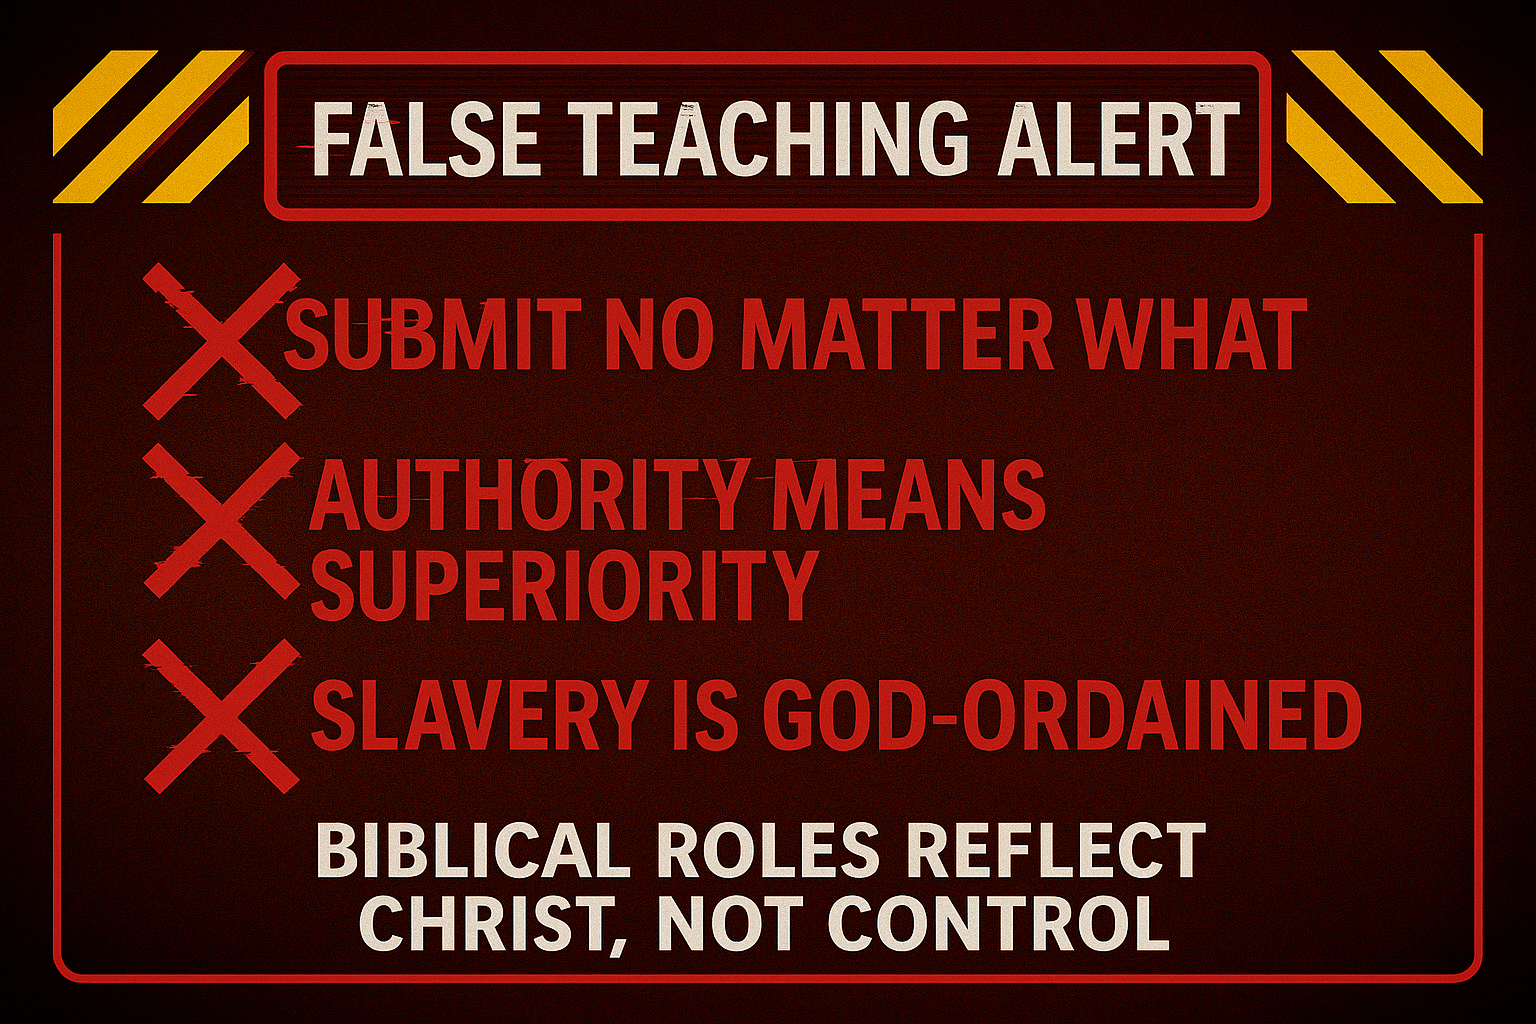 FALSE TEACHING ALERT
SUBMIT NO MATTER WHAT
AUTHORITY MEANS
SUPERIORITY
SLAVERY IS GOD-ORDAINED
BIBLICAL ROLES REFLECT
CHRIST, NOT CONTROL